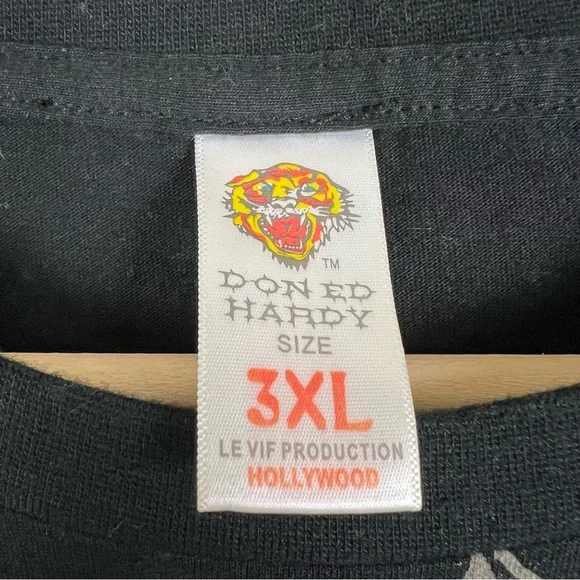 TM
DON ED
HARDY
SIZE
3XL
LE VIF PRODUCTION
HOLLYWOOD